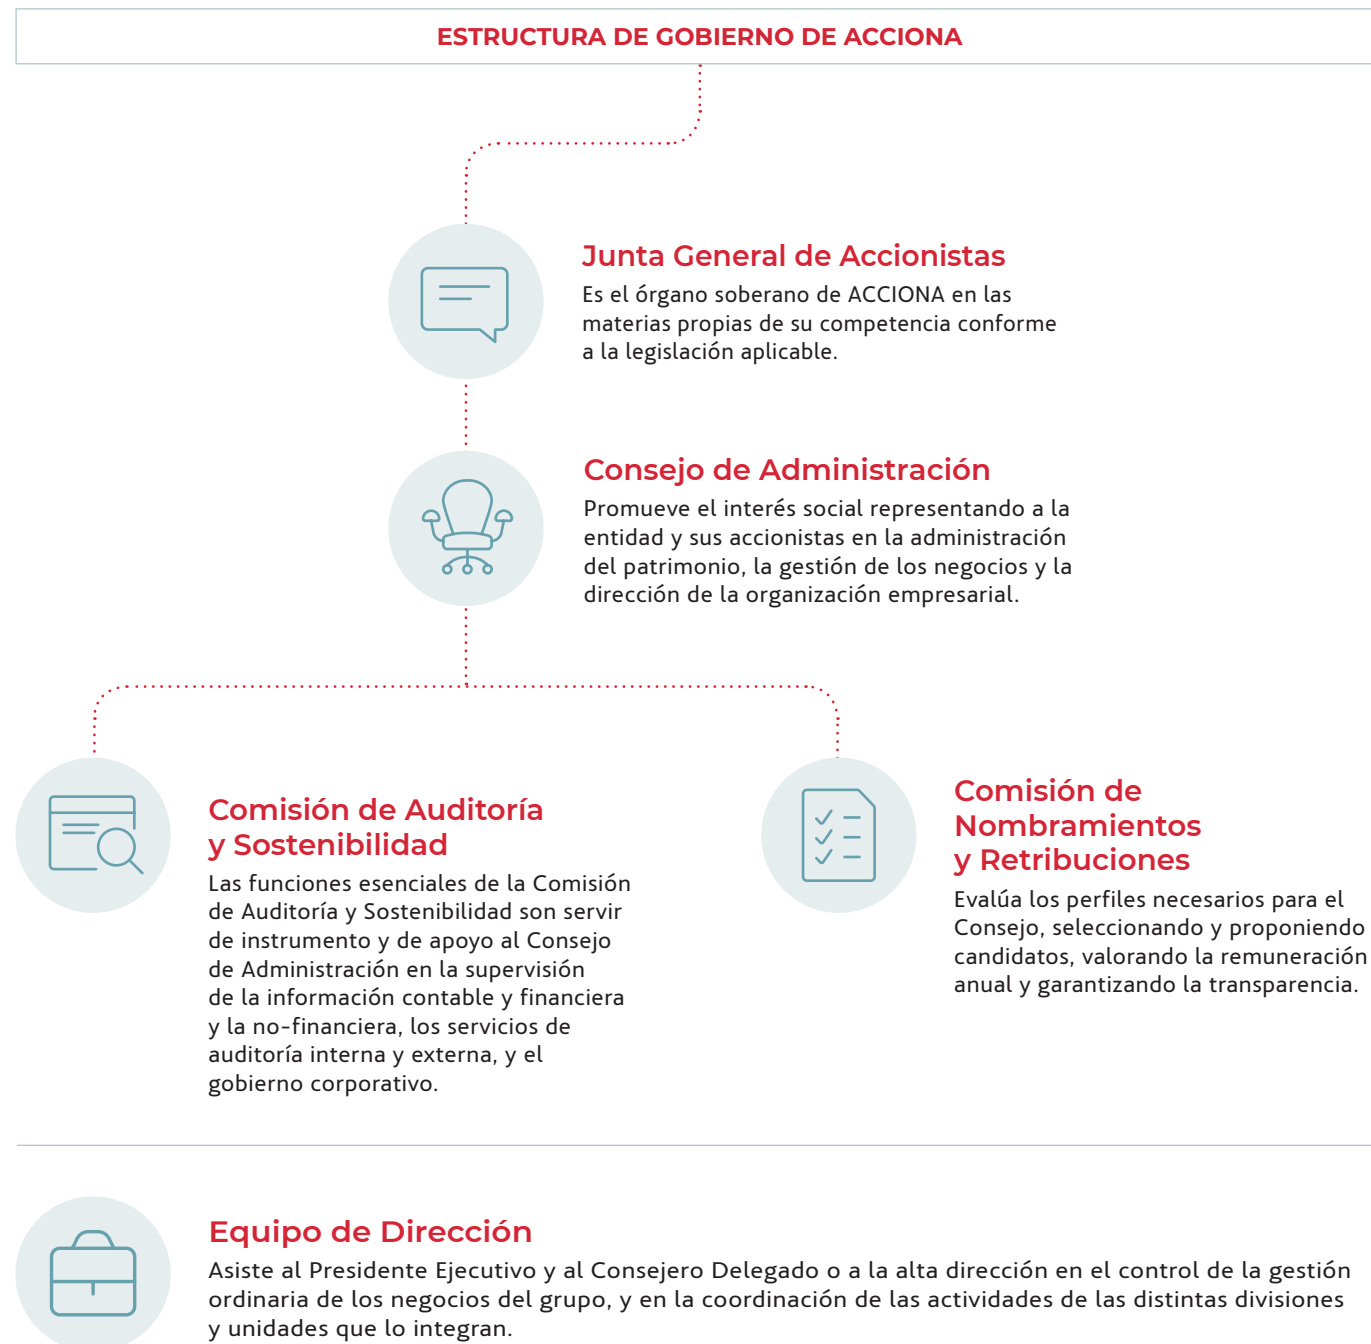 ESTRUCTURA DE GOBIERNO DE ACCIONA
Junta General de Accionistas
Es el órgano soberano de ACCIONA en las
materias propias de su competencia conforme
a la legislación aplicable.
Consejo de Administración
Promueve el interés social representando a la
entidad y sus accionistas en la administración
del patrimonio, la gestión de los negocios y la
dirección de la organización empresarial.
Comisión de Auditoría
y Sostenibilidad
Las funciones esenciales de la Comisión
de Auditoría y Sostenibilidad son servir
de instrumento y de apoyo al Consejo
de Administración en la supervisión
de la información contable y financiera
y la no-financiera, los servicios de
auditoría interna y externa, y el
gobierno corporativo.
Comisión de
Nombramientos
y Retribuciones
Evalúa los perfiles necesarios para el
Consejo, seleccionando y proponiendo
candidatos, valorando la remuneración
anual y garantizando la transparencia.
Equipo de Dirección
Asiste al Presidente Ejecutivo y al Consejero Delegado o a la alta dirección en el control de la gestión
ordinaria de los negocios del grupo, y en la coordinación de las actividades de las distintas divisiones
y unidades que lo integran.